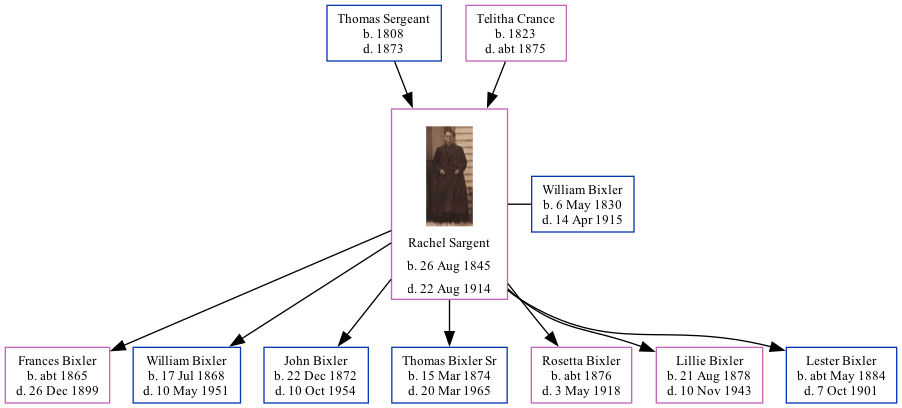 Thomas Sergeant
b. 1808
d. 1873
Telitha Crance
b. 1823
d. abt 1875
Rachel Sargent
b. 26 Aug 1845
d. 22 Aug 1914
William Bixler
b. 6 May 1830
d. 14 Apr 1915
Frances Bixler
b. abt 1865
d. 26 Dec 1899
William Bixler
b. 17 Jul 1868
d. 10 May 1951
John Bixler
b. 22 Dec 1872
d. 10 Oct 1954
Thomas Bixler Sr
b. 15 Mar 1874
d. 20 Mar 1965
Rosetta Bixler
b. abt 1876
d. 3 May 1918
Lillie Bixler
b. 21 Aug 1878
d. 10 Nov 1943
Lester Bixler
b. abt May 1884
d. 7 Oct 1901